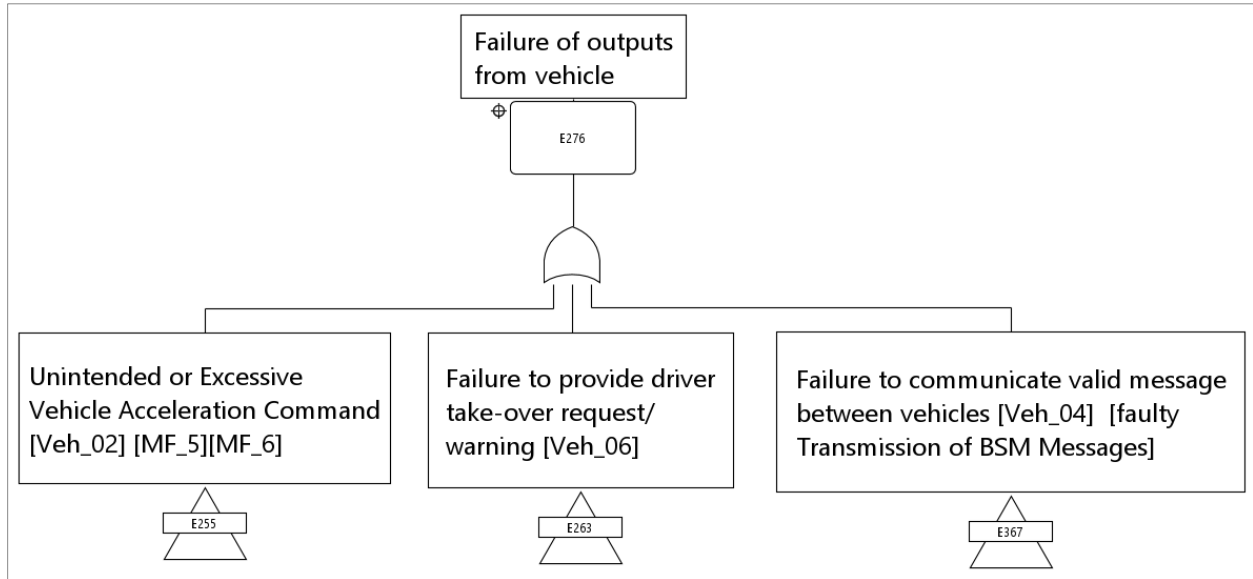 Failure of outputs
from vehicle
E276
Unintended or Excessive
Vehicle Acceleration Command
[Veh_02] [MF_5][MF_6]
E255
Failure to provide driver
take-over request/
warning [Veh_06]
E263
Failure to communicate valid message
between vehicles [Veh_04] [faulty
Transmission of BSM Messages]
E367